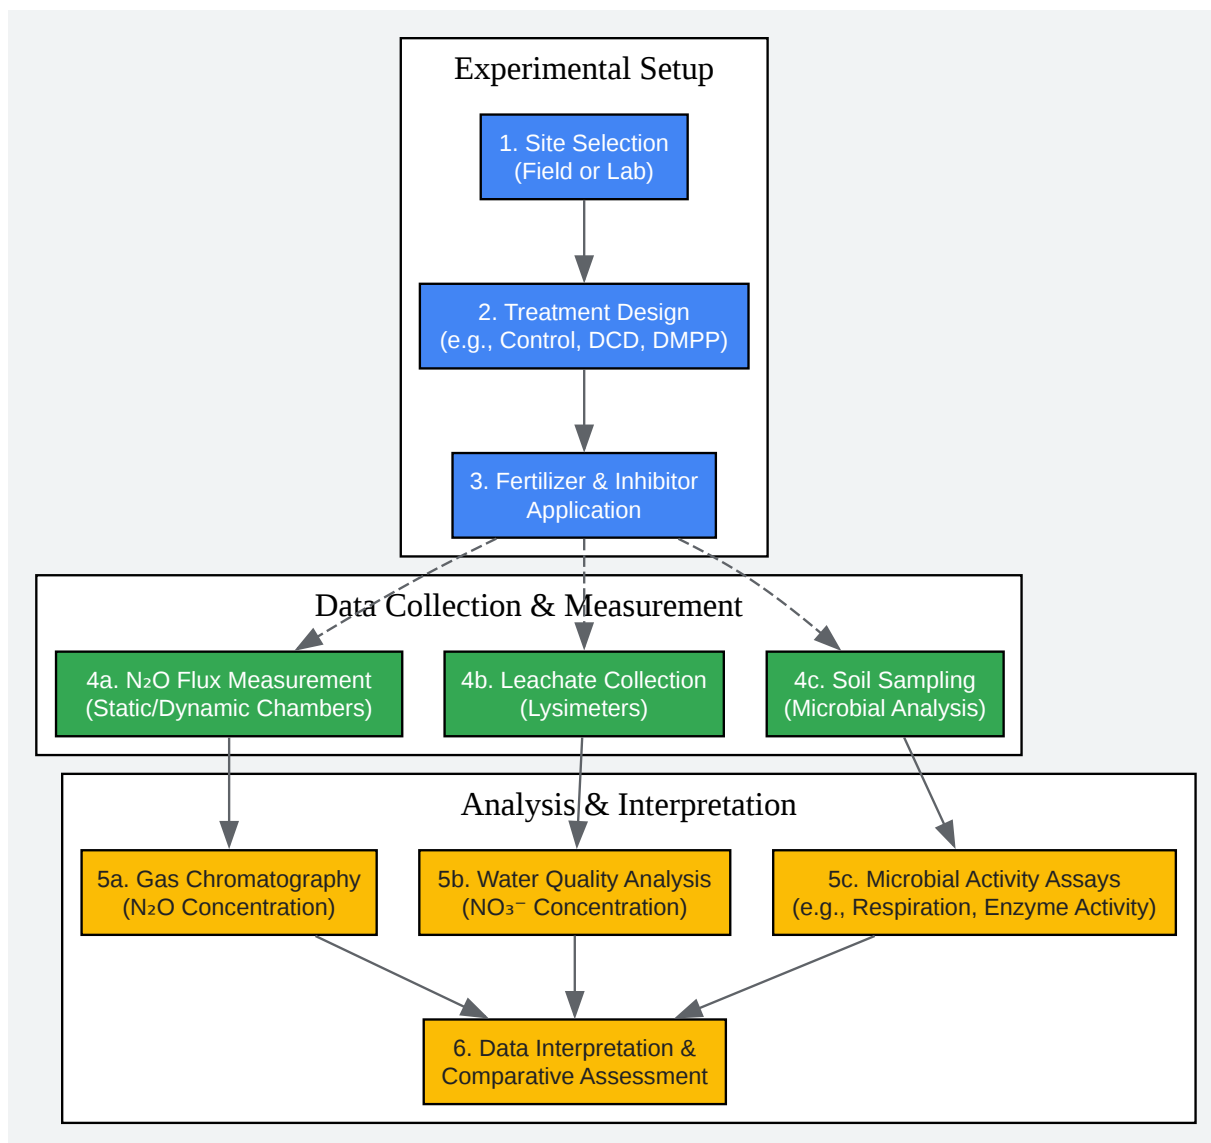 Experimental Setup
1. Site Selection
(Field or Lab)
2. Treatment Design
(e.g., Control, DCD, DMPP)
3. Fertilizer & Inhibitor
Application
Data Collection & Measurement
4a. N₂O Flux Measurement
(Static/Dynamic Chambers)
4b. Leachate Collection
(Lysimeters)
4c. Soil Sampling
(Microbial Analysis)
Analysis & Interpretation
5a. Gas Chromatography
(N₂O Concentration)
5b. Water Quality Analysis
(NO₃⁻ Concentration)
5c. Microbial Activity Assays
(e.g., Respiration, Enzyme Activity)
6. Data Interpretation &
Comparative Assessment